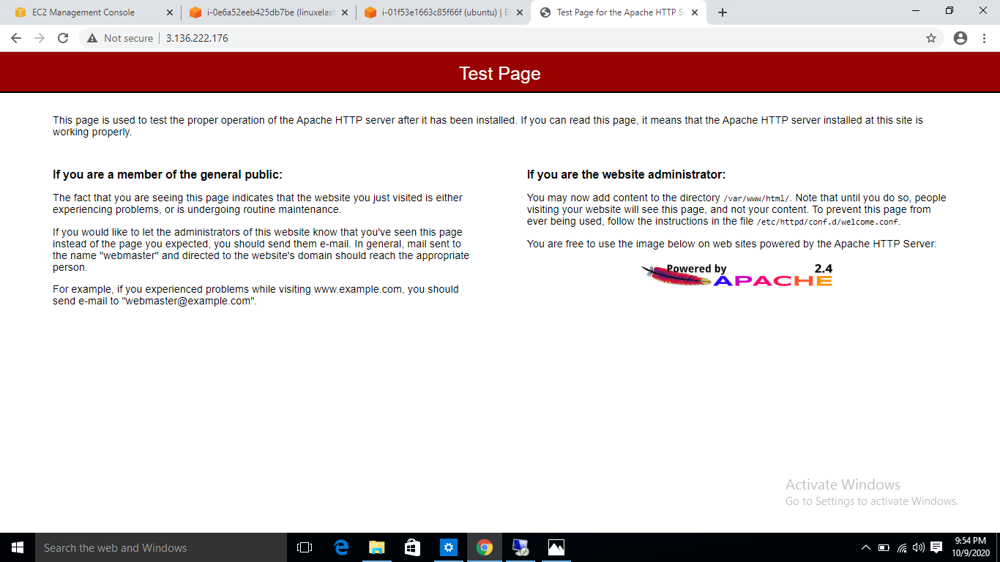 EC2 Management Console
i-0e6a52eeb425db7be (linuxelast
i-01f53e1663c85f66f (ubuntu) | E
Test Page for the Apache HTTP S
Not secure
3.136.222.176
Test Page
This page is used to test the proper operation of the Apache HTTP server after it has been installed. If you can read this page, it means that the Apache HTTP server installed at this site is
working properly.
If you are a member of the general public:
The fact that you are seeing this page indicates that the website you just visited is either
experiencing problems, or is undergoing routine maintenance.
If you would like to let the administrators of this website know that you've seen this page
instead of the page you expected, you should send them e-mail. In general, mail sent to
the name "webmaster" and directed to the website's domain should reach the appropriate
person.
For example, if you experienced problems while visiting www.example.com, you should
send e-mail to "webmaster@example.com".
If you are the website administrator:
You may now add content to the directory /var/www/html/. Note that until you do so, people
visiting your website will see this page, and not your content. To prevent this page from
ever being used, follow the instructions in the file /etc/httpd/conf.d/welcome.conf.
You are free to use the image below on web sites powered by the Apache HTTP Server:
Powered by 2.4
APACHE
Activate Windows
Go to Settings to activate Windows.
Search the web and Windows
9:54 PM
10/9/2020